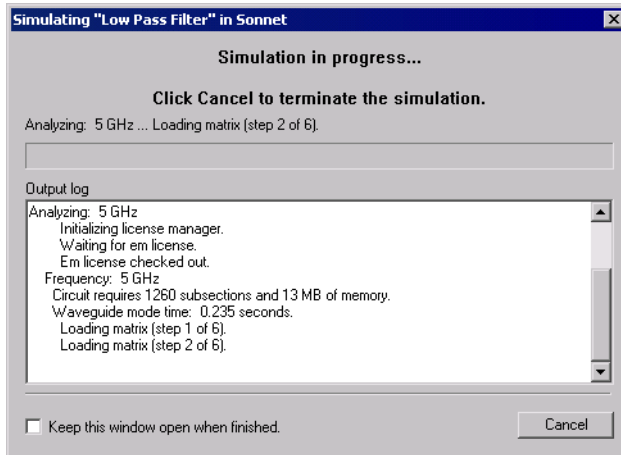 Simulating "Low Pass Filter" in Sonnet
Simulation in progress...
Click Cancel to terminate the simulation.
Analyzing: 5 GHz ... Loading matrix (step 2 of 6).
Output log
Analyzing: 5 GHz
Initializing license manager.
Waiting for em license.
Em license checked out.
Frequency: 5 GHz
Circuit requires 1260 subsections and 13 MB of memory.
Waveguide mode time: 0.235 seconds.
Loading matrix (step 1 of 6).
Loading matrix (step 2 of 6).
Keep this window open when finished.
Cancel